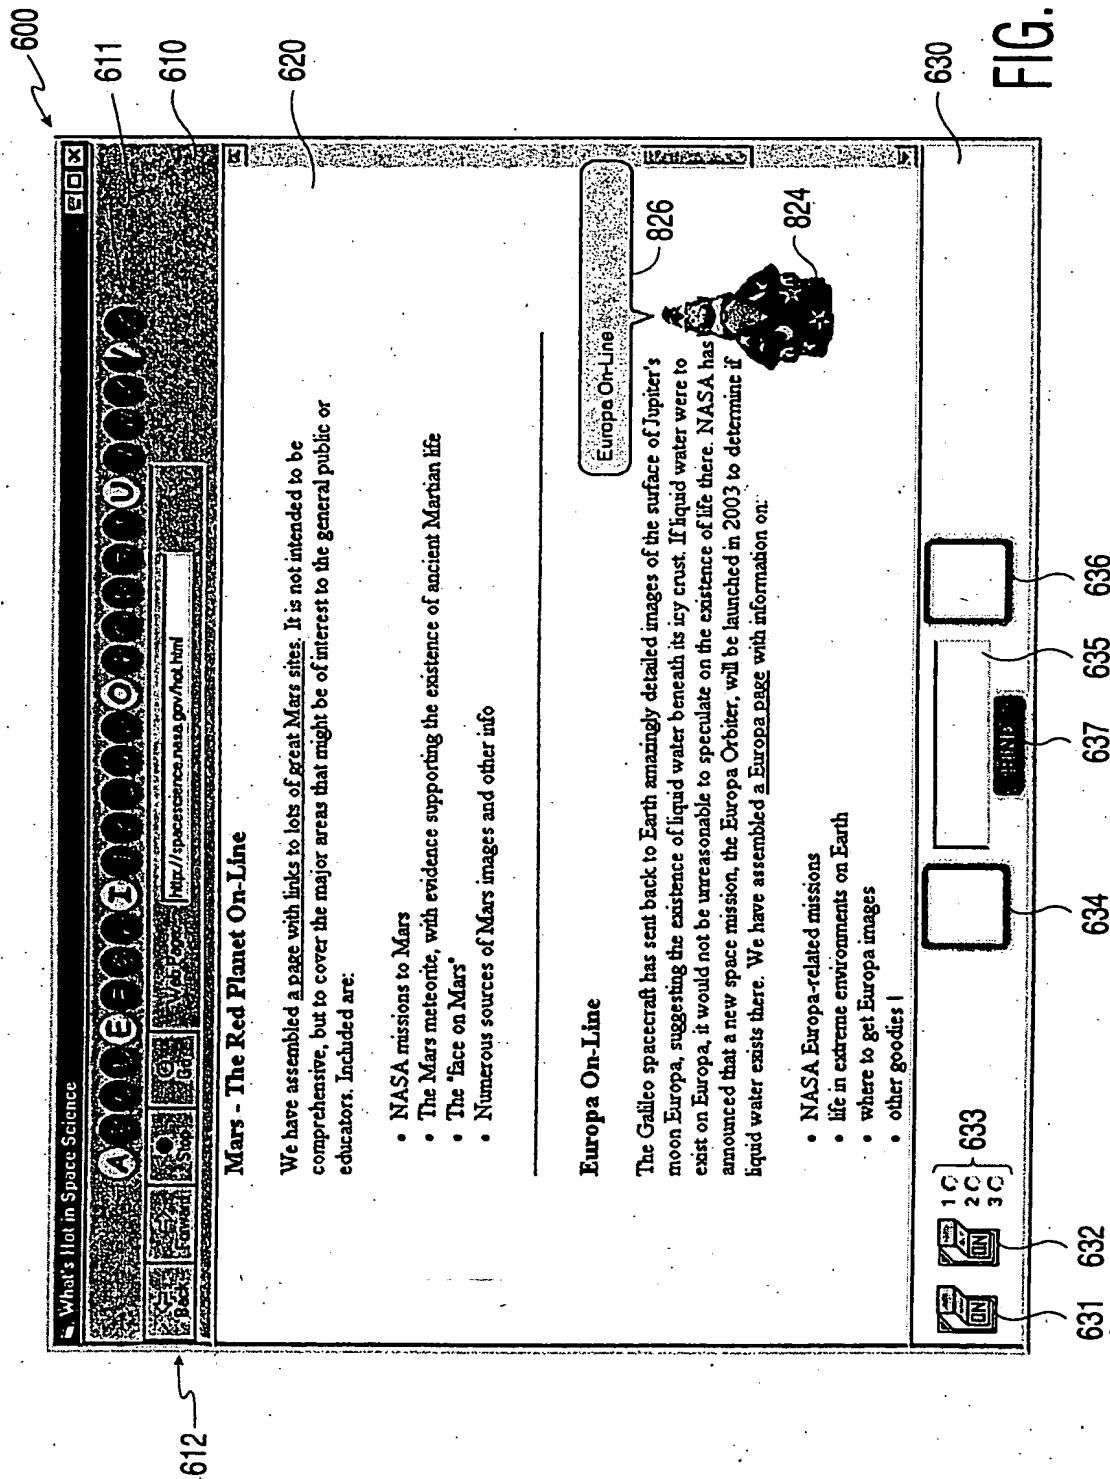 600
What's Hot in Space Science
611
A E I O U
612
Back Forward Stop Go
http://spacescience.nasa.gov/hot.html
610
Mars - The Red Planet On-Line
620
We have assembled a page with links to lots of great Mars sites. It is not intended to be
comprehensive, but to cover the major areas that might be of interest to the general public or
educators. Included are:
• NASA missions to Mars
• The Mars meteorite, with evidence supporting the existence of ancient Martian life
• The "face on Mars"
• Numerous sources of Mars images and other info
Europa On-Line
Europa On-Line
826
The Galileo spacecraft has sent back to Earth amazingly detailed images of the surface of Jupiter's
moon Europa, suggesting the existence of liquid water beneath its icy crust. If liquid water were to
exist on Europa, it would not be unreasonable to speculate on the existence of life there. NASA has
announced that a new space mission, the Europa Orbiter, will be launched in 2003 to determine if
liquid water exists there. We have assembled a Europa page with information on:
824
• NASA Europa-related missions
• life in extreme environments on Earth
• where to get Europa images
• other goodies !
630
ON ON
1
2
3
633
631 632 634 637 635 636
FIG.